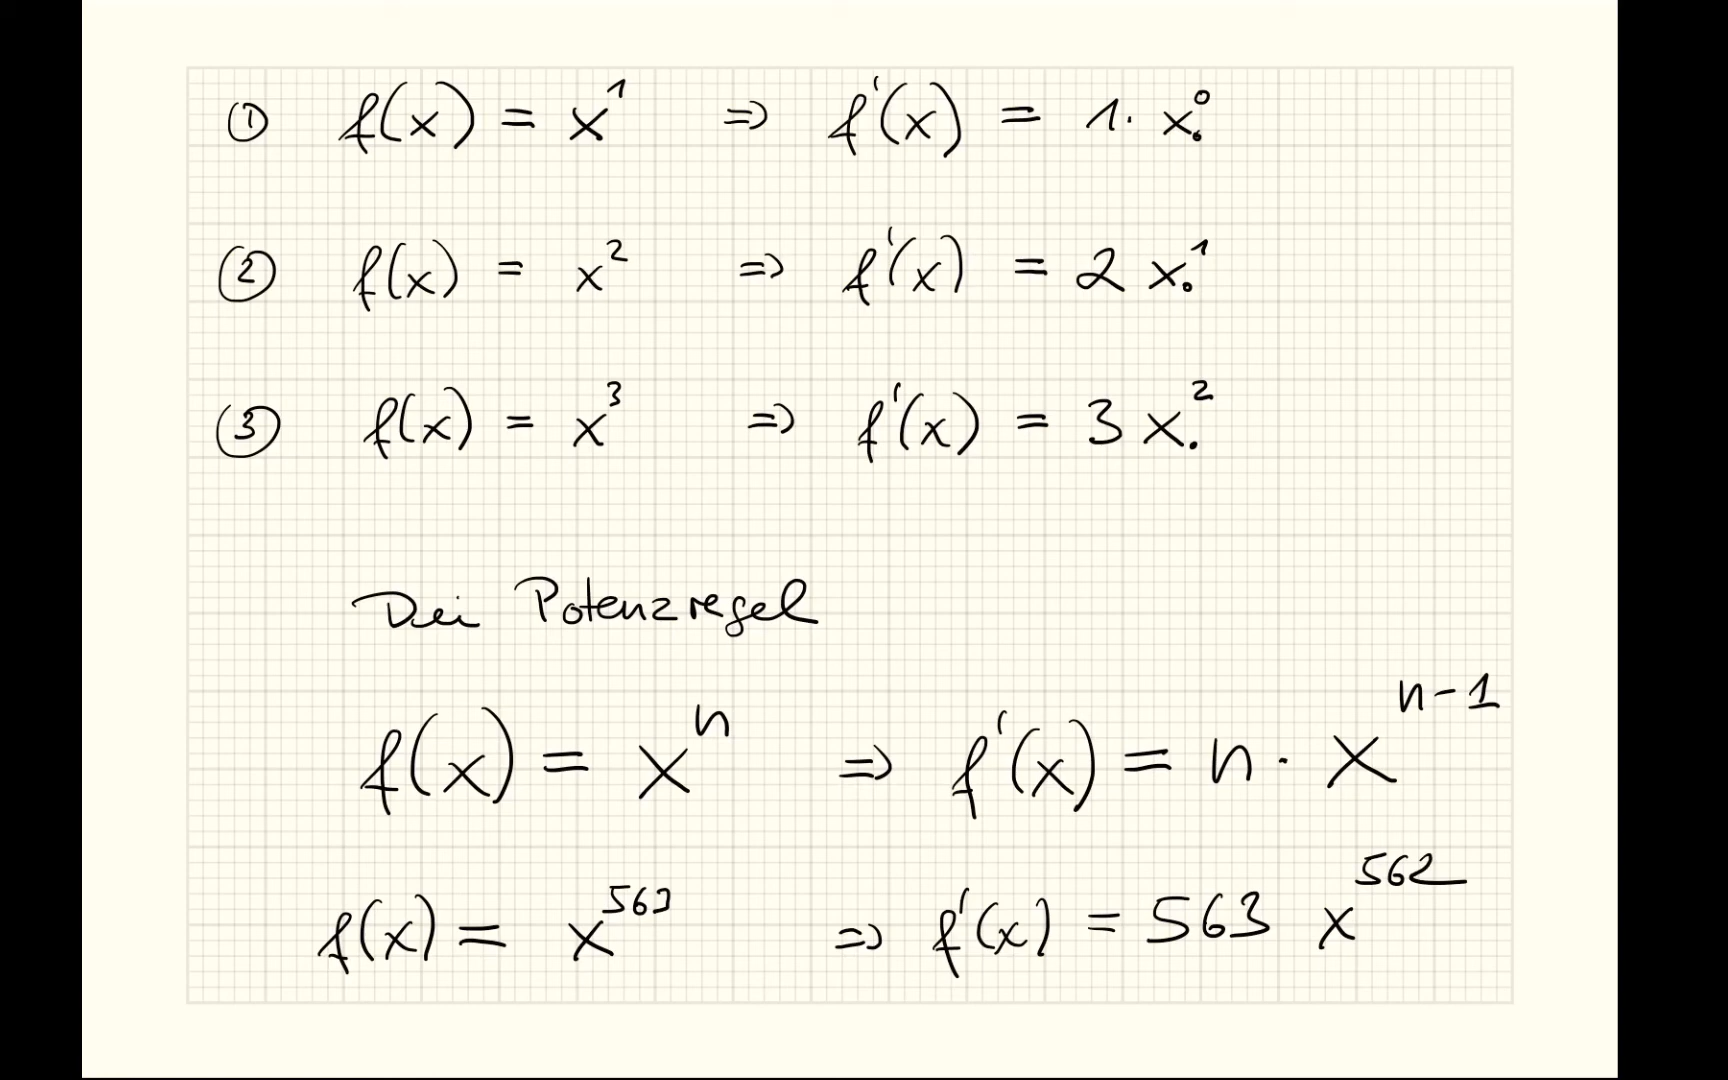 ① f(x) = x¹ ⇒ f'(x) = 1 · x⁰
② f(x) = x² ⇒ f'(x) = 2 x¹
③ f(x) = x³ ⇒ f'(x) = 3 x²
Dei Potenzregel
f(x) = xⁿ ⇒ f'(x) = n · xⁿ⁻¹
f(x) = x⁵⁶³ ⇒ f'(x) = 563 x⁵⁶²